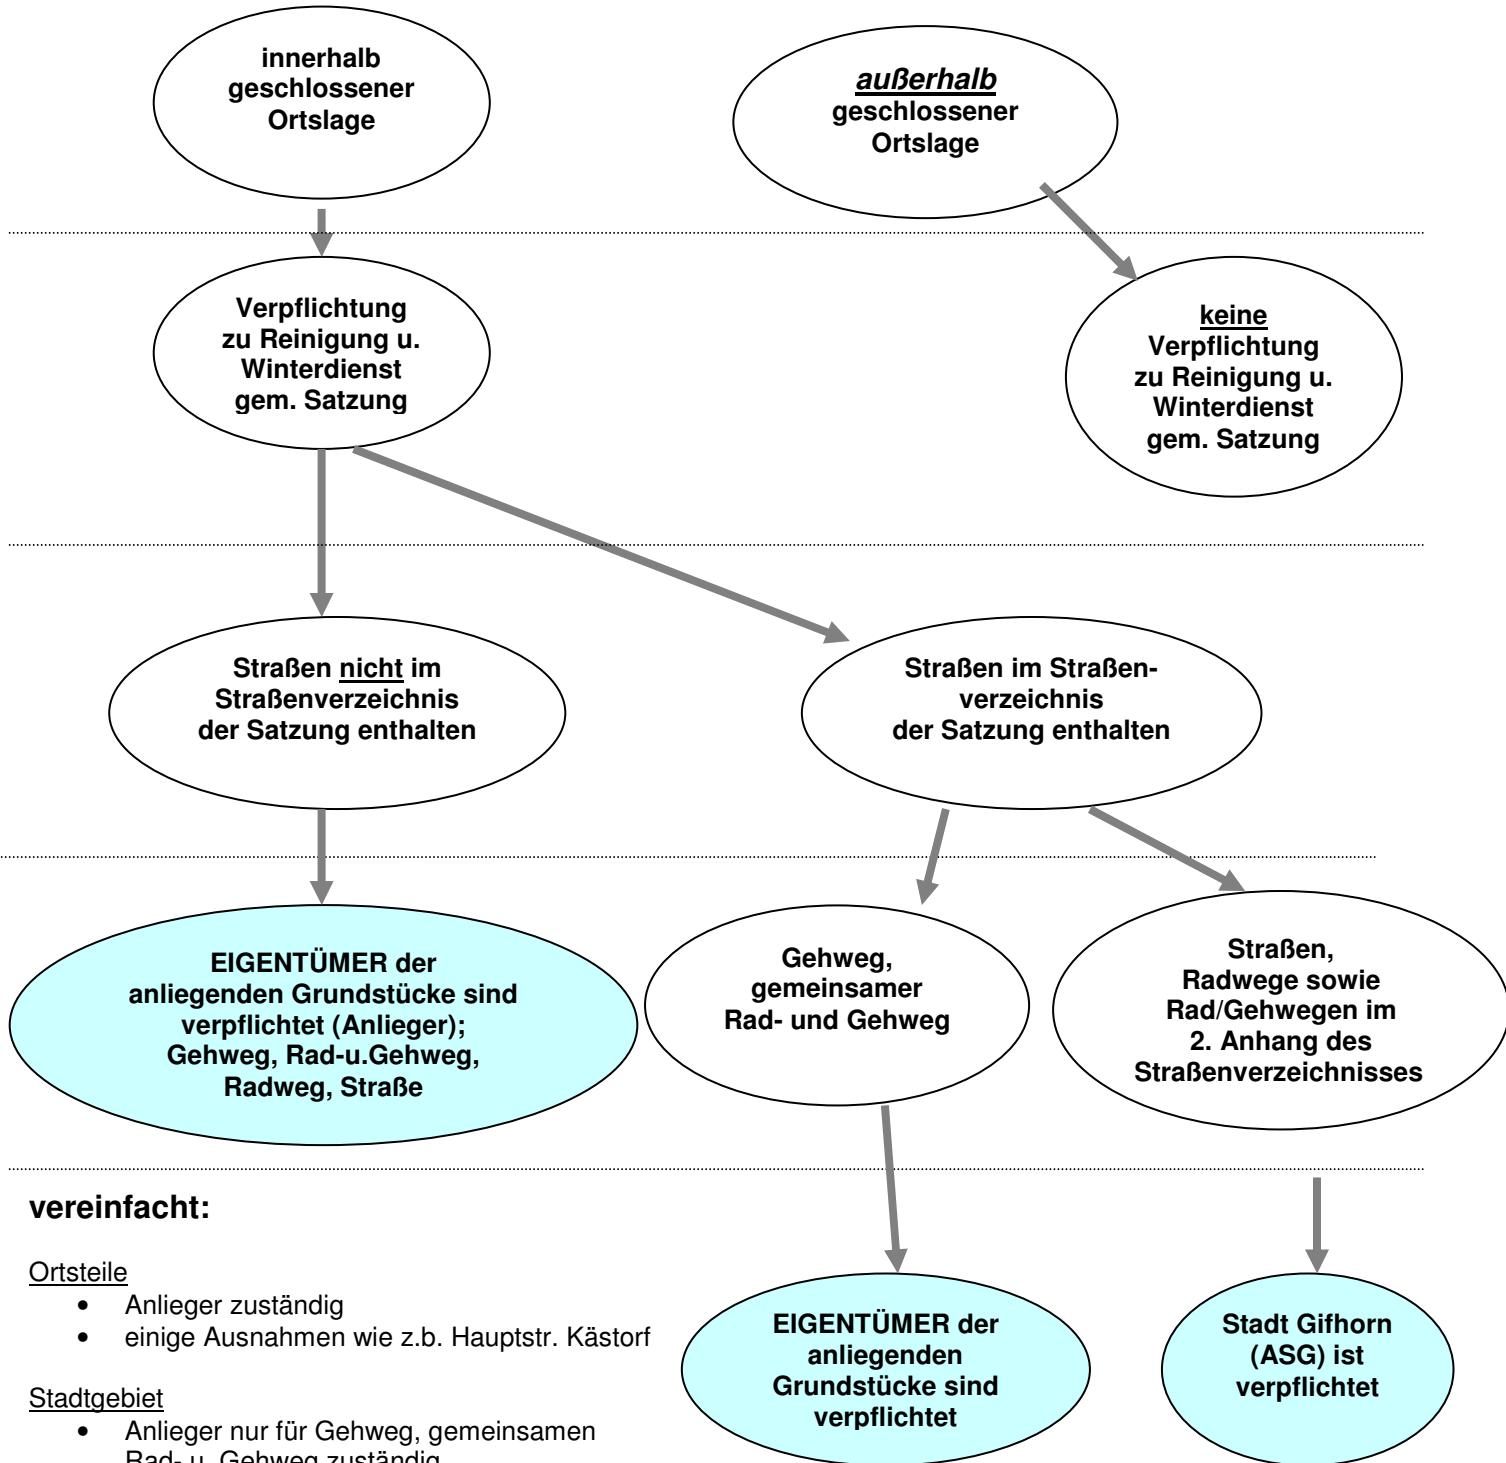 innerhalb
geschlossener
Ortslage
außerhalb
geschlossener
Ortslage
Verpflichtung
zu Reinigung u.
Winterdienst
gem. Satzung
keine
Verpflichtung
zu Reinigung u.
Winterdienst
gem. Satzung
Straßen nicht im
Straßenverzeichnis
der Satzung enthalten
Straßen im Straßen-
verzeichnis
der Satzung enthalten
EIGENTÜMER der
anliegenden Grundstücke sind
verpflichtet (Anlieger);
Gehweg, Rad-u.Gehweg,
Radweg, Straße
Gehweg,
gemeinsamer
Rad- und Gehweg
Straßen,
Radwege sowie
Rad/Gehwegen im
2. Anhang des
Straßenverzeichnisses
vereinfacht:
Ortsteile
• Anlieger zuständig
• einige Ausnahmen wie z.b. Hauptstr. Kästorf
Stadtgebiet
• Anlieger nur für Gehweg, gemeinsamen
Rad- u. Gehweg zuständig
EIGENTÜMER der
anliegenden
Grundstücke sind
verpflichtet
Stadt Gifhorn
(ASG) ist
verpflichtet